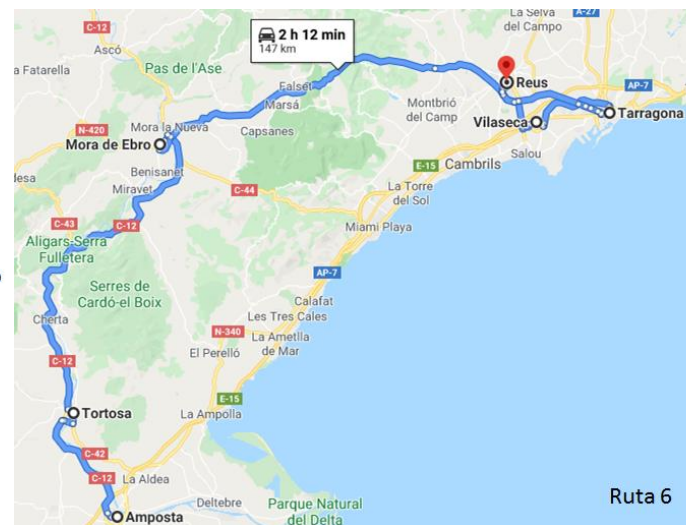 La Selva
del Campo
A-27
C-12
Ascó
a Fatarella
Pas de l'Ase
2 h 12 min
147 km
Falset
Marsá
Reus
AP-7
Montbrió
del Camp
Vilaseca
Tarragona
N-420
Mora la Nueva
Mora de Ebro
Capsanes
Salou
E-15
Cambrils
Benisanet
desa
Miravet
C-44
La Torre
del Sol
C-43
C-12
Miami Playa
Aligars-Serra
Fulletera
Serres de
Cardó-el Boix
AP-7
Calafat
Les Tres Cales
Cherta
N-340
La Ametlla
de Mar
El Perelló
C-12
E-15
Tortosa
La Ampolla
C-42
C-12
La Aldea
Deltebre
Parque Natural
del Delta
Amposta
Ruta 6